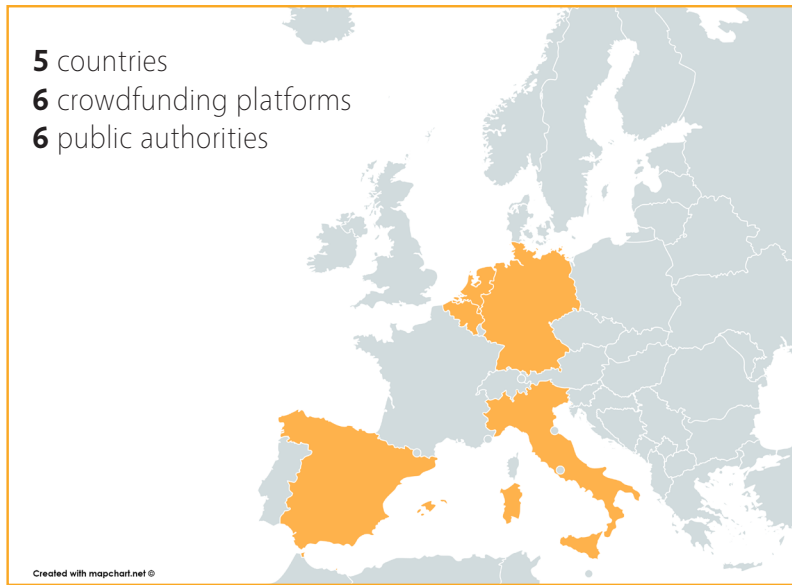 5 countries
6 crowdfunding platforms
6 public authorities
Created with mapchart.net ©